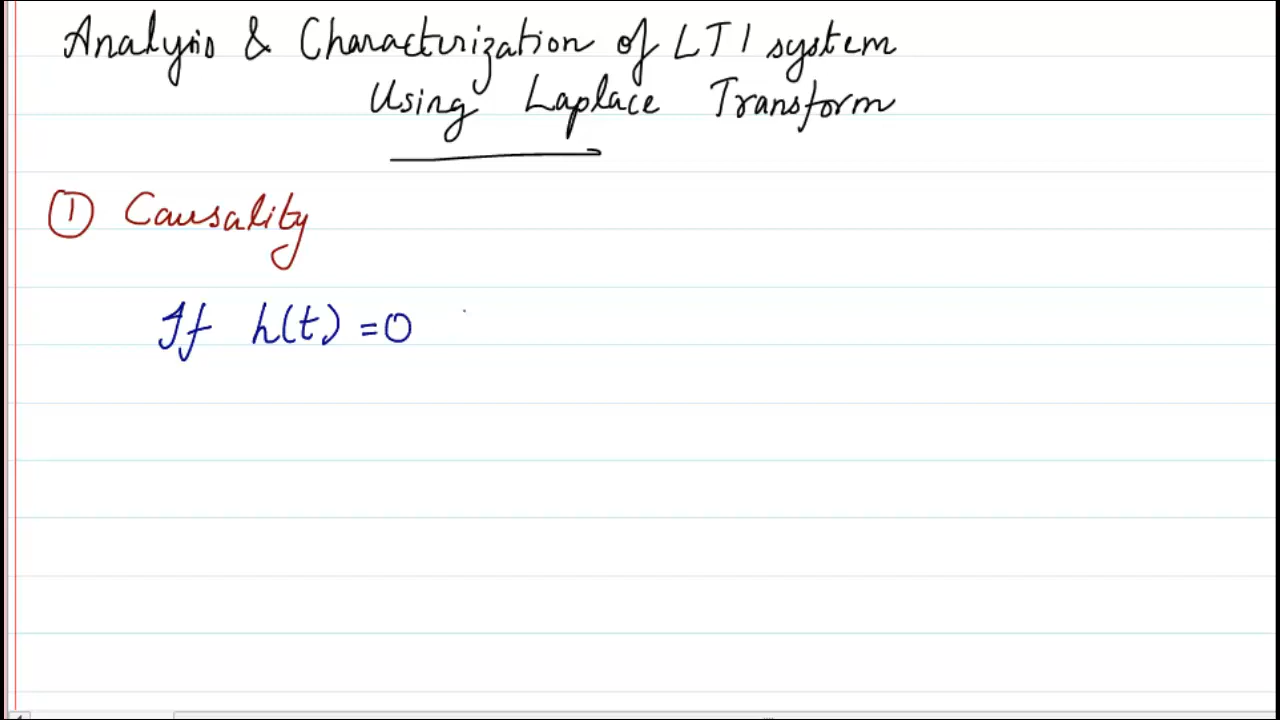 Analysis & Characterization of LTI system
Using Laplace Transform
① Causality
If h(t) = 0